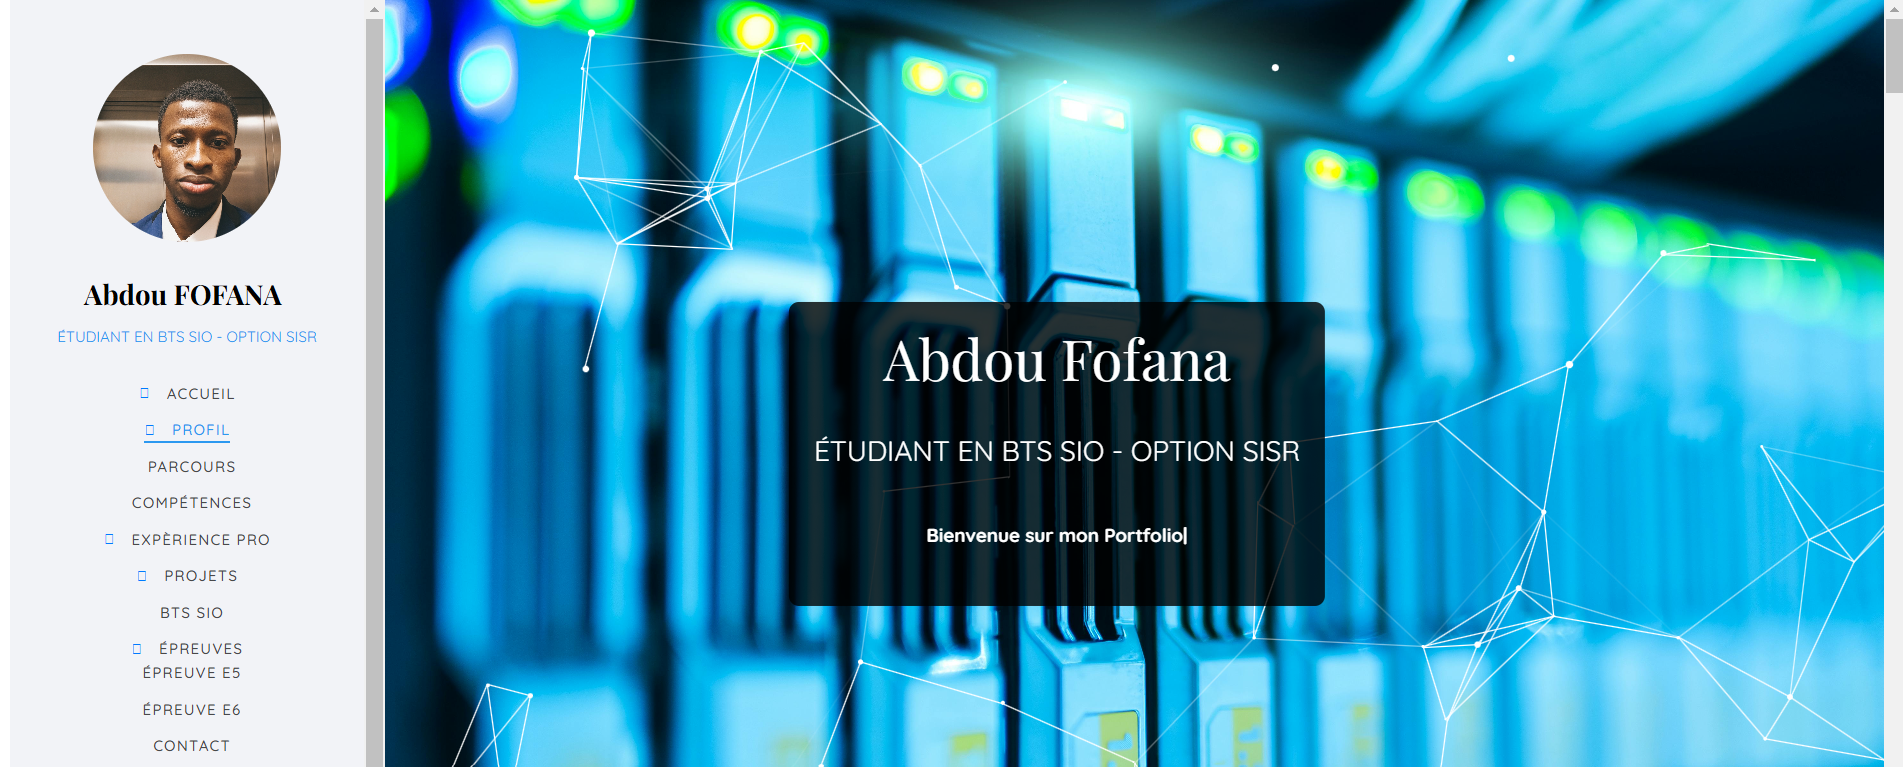 Abdou FOFANA
ÉTUDIANT EN BTS SIO - OPTION SISR
ACCUEIL
PROFIL
PARCOURS
COMPÉTENCES
EXPÈRIENCE PRO
PROJETS
BTS SIO
ÉPREUVES
ÉPREUVE E5
ÉPREUVE E6
CONTACT
Abdou Fofana
ÉTUDIANT EN BTS SIO - OPTION SISR
Bienvenue sur mon Portfolio|